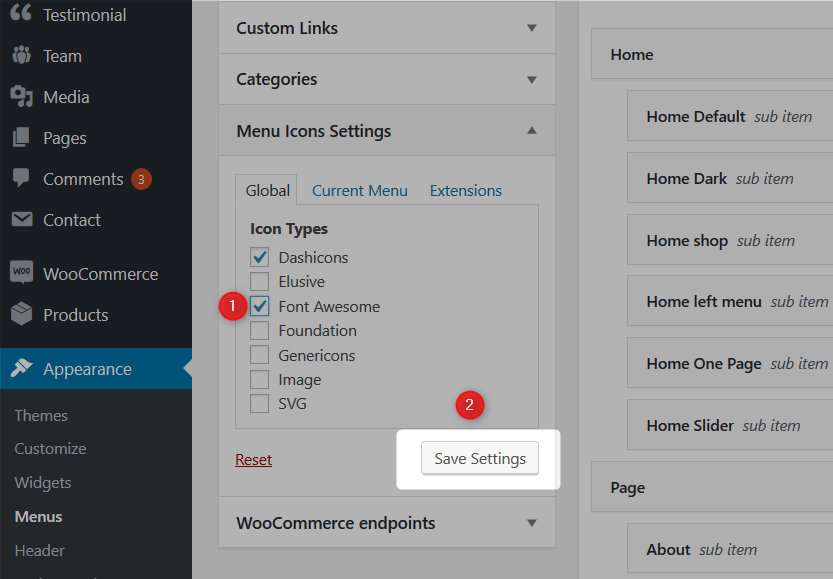 Testimonial
Team
Media
Pages
Comments 3
Contact
WOO WooCommerce
Products
Appearance
Themes
Customize
Widgets
Menus
Header
Custom Links
Categories
Menu Icons Settings
Global Current Menu Extensions
Icon Types
Dashicons
Elusive
1 Font Awesome
Foundation
Genericons
Image
SVG
2
Reset Save Settings
WooCommerce endpoints
Home
Home Default sub item
Home Dark sub item
Home shop sub item
Home left menu sub item
Home One Page sub item
Home Slider sub item
Page
About sub item